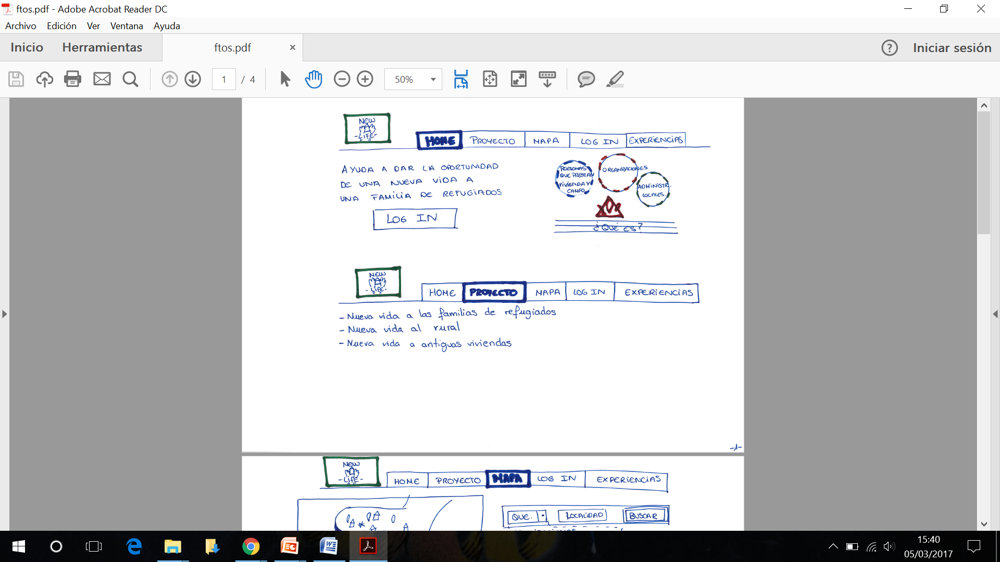 ftos.pdf - Adobe Acrobat Reader DC
Archivo Edición Ver Ventana Ayuda
Inicio Herramientas ftos.pdf Iniciar sesión
1 / 4 50%
NEW
-LIFE-
HOME PROYECTO MAPA LOG IN EXPERIENCIAS
AYUDA A DAR LA OPORTUNIDAD
DE UNA NUEVA VIDA A
UNA FAMILIA DE REFUGIADOS
LOG IN
PERSONAS
QUE PRESTAN
VIVIENDA Y
CAMPO
ORGANIZACIONES
ADMINISTR.
LOCALES.
¿QUÉ ES?
NEW
-LIFE-
HOME PROYECTO MAPA LOG IN EXPERIENCIAS
- Nueva vida a las familias de refugiados
- Nueva vida al rural
- Nueva vida a antiguas viviendas
-1-
NEW
-LIFE-
HOME PROYECTO MAPA LOG IN EXPERIENCIAS
QUE. LOCALIDAD BUSCAR
15:40
05/03/2017